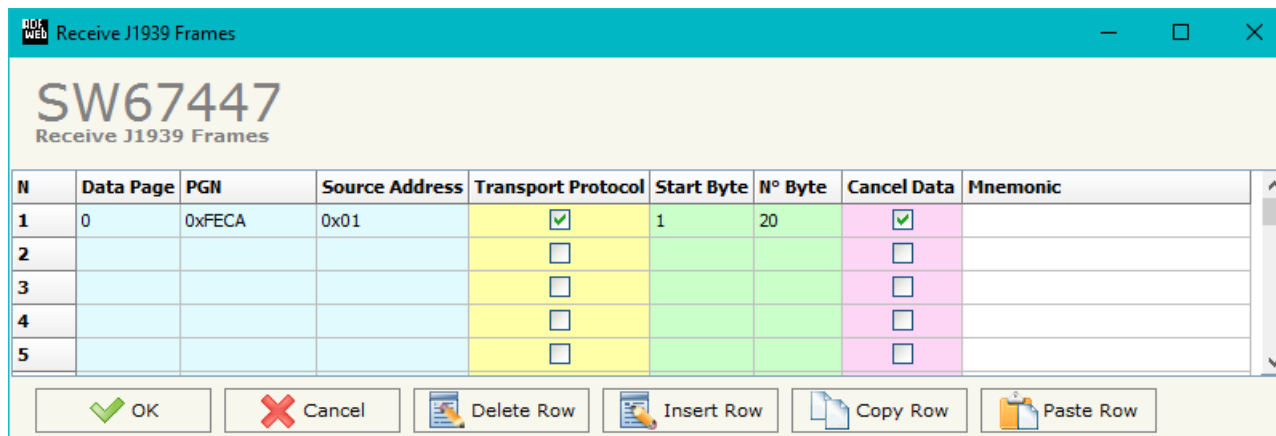 ADF web Receive J1939 Frames
SW67447
Receive J1939 Frames
N Data Page PGN Source Address Transport Protocol Start Byte N° Byte Cancel Data Mnemonic
1 0 0xFECA 0x01 1 20
2
3
4
5
OK Cancel Delete Row Insert Row Copy Row Paste Row